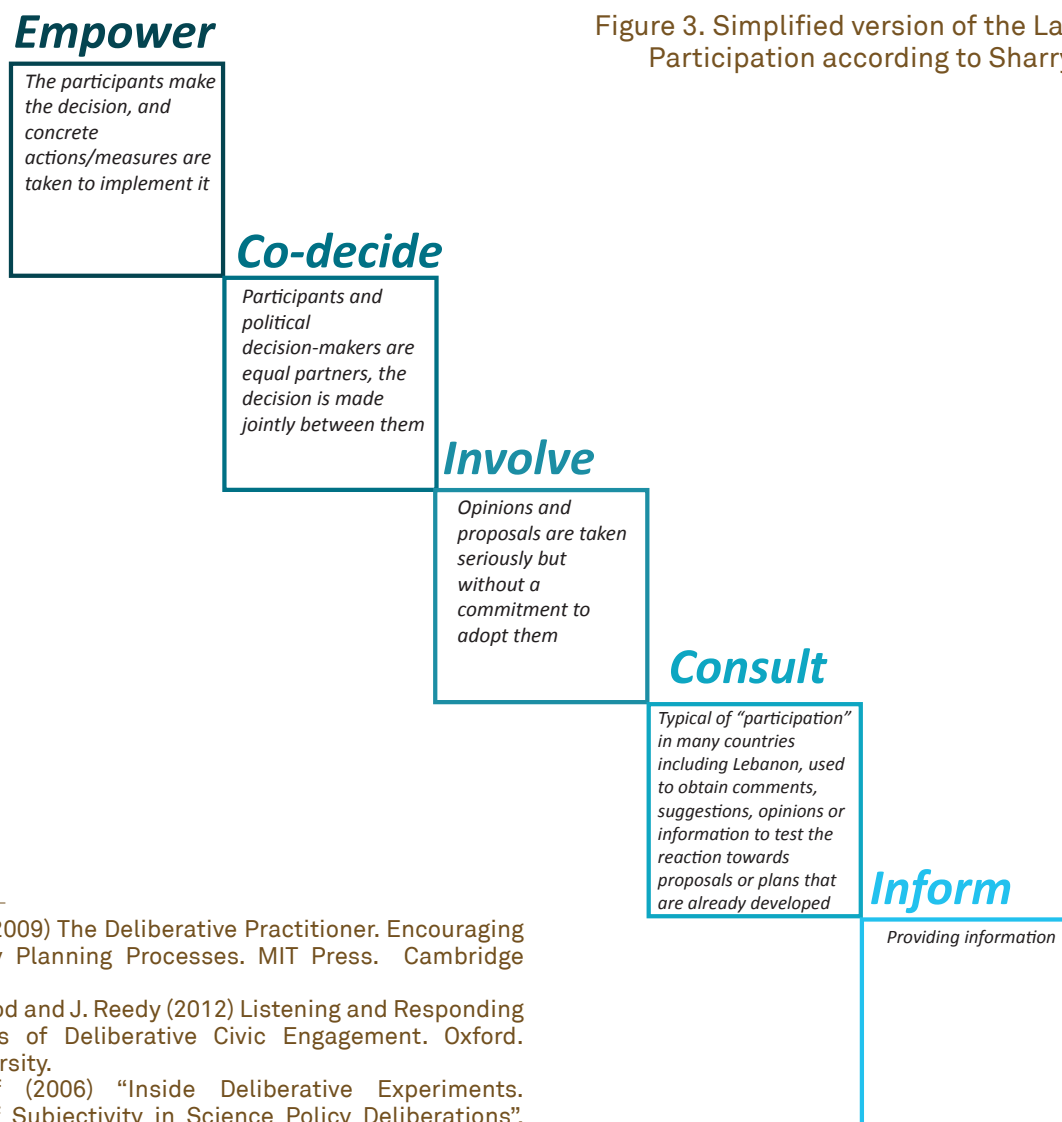 Figure 3. Simplified version of the La
Participation according to Sharry
Empower
The participants make
the decision, and
concrete
actions/measures are
taken to implement it
Co-decide
Participants and
political
decision-makers are
equal partners, the
decision is made
jointly between them
Involve
Opinions and
proposals are taken
seriously but
without a
commitment to
adopt them
Consult
Typical of “participation”
in many countries
including Lebanon, used
to obtain comments,
suggestions, opinions or
information to test the
reaction towards
proposals or plans that
are already developed
Inform
Providing information
2009) The Deliberative Practitioner. Encouraging
y Planning Processes. MIT Press. Cambridge
od and J. Reedy (2012) Listening and Responding
s of Deliberative Civic Engagement. Oxford.
rsity.
f (2006) “Inside Deliberative Experiments.
f Subjectivity in Science Policy Deliberations”.